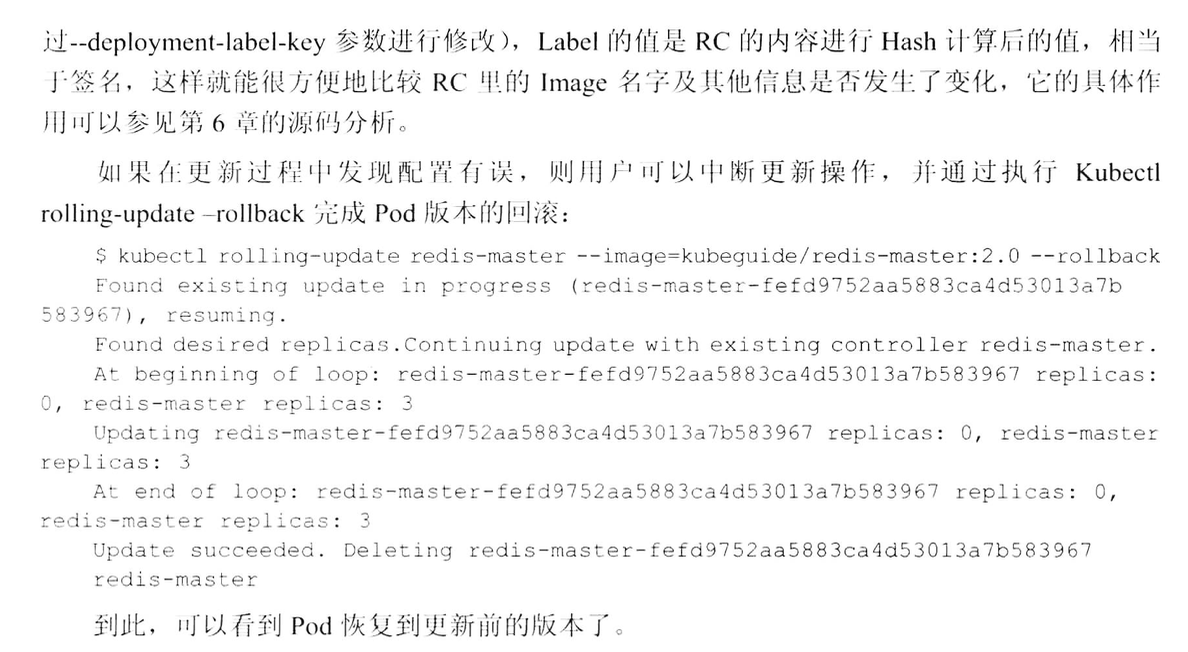 过--deployment-label-key 参数进行修改），Label 的值是 RC 的内容进行 Hash 计算后的值，相当
于签名，这样就能很方便地比较 RC 里的 Image 名字及其他信息是否发生了变化，它的具体作
用可以参见第 6 章的源码分析。
如果在更新过程中发现配置有误，则用户可以中断更新操作，并通过执行 Kubectl
rolling-update –rollback 完成 Pod 版本的回滚：
$ kubectl rolling-update redis-master --image=kubeguide/redis-master:2.0 --rollback
Found existing update in progress (redis-master-fefd9752aa5883ca4d53013a7b
583967), resuming.
Found desired replicas.Continuing update with existing controller redis-master.
At beginning of loop: redis-master-fefd9752aa5883ca4d53013a7b583967 replicas:
0, redis-master replicas: 3
Updating redis-master-fefd9752aa5883ca4d53013a7b583967 replicas: 0, redis-master
replicas: 3
At end of loop: redis-master-fefd9752aa5883ca4d53013a7b583967 replicas: 0,
redis-master replicas: 3
Update succeeded. Deleting redis-master-fefd9752aa5883ca4d53013a7b583967
redis-master
到此，可以看到 Pod 恢复到更新前的版本了。